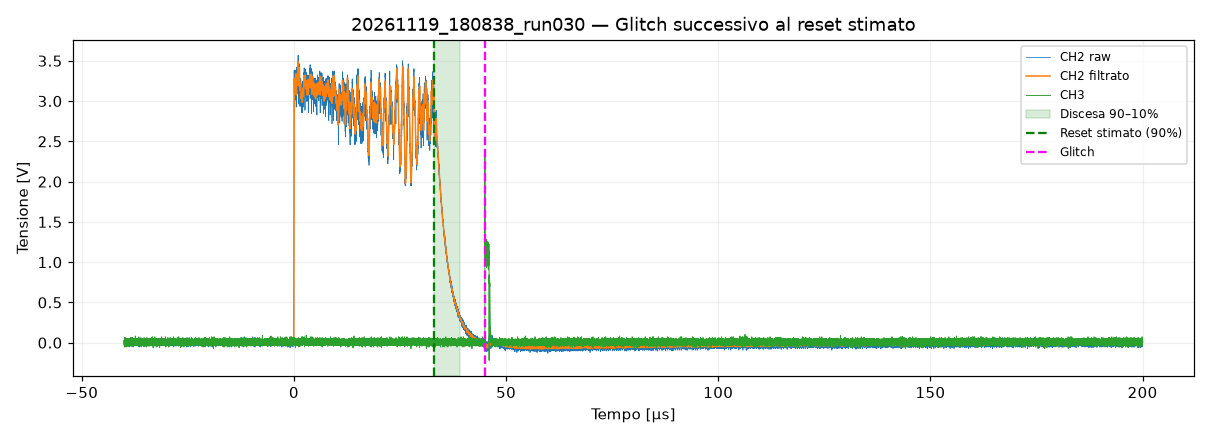 20261119_180838_run030 — Glitch successivo al reset stimato
Tensione [V]
3.5
3.0
2.5
2.0
1.5
1.0
0.5
0.0
CH2 raw
CH2 filtrato
CH3
Discesa 90–10%
Reset stimato (90%)
Glitch
−50
0
50
100
150
200
Tempo [µs]